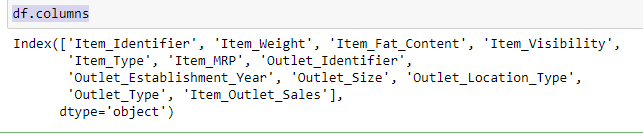 df.columns
Index(['Item_Identifier', 'Item_Weight', 'Item_Fat_Content', 'Item_Visibility',
'Item_Type', 'Item_MRP', 'Outlet_Identifier',
'Outlet_Establishment_Year', 'Outlet_Size', 'Outlet_Location_Type',
'Outlet_Type', 'Item_Outlet_Sales'],
dtype='object')